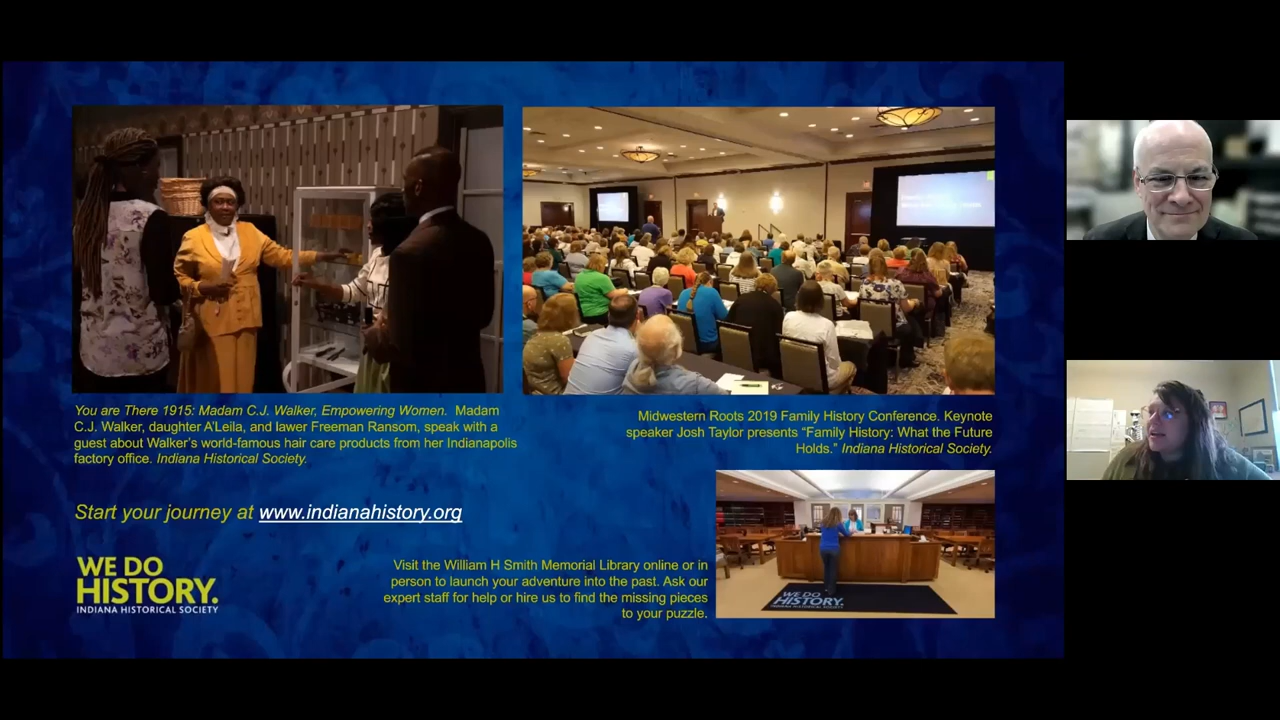 You are There 1915: Madam C.J. Walker, Empowering Women. Madam
C.J. Walker, daughter A'Leila, and lawer Freeman Ransom, speak with a
guest about Walker's world-famous hair care products from her Indianapolis
factory office. Indiana Historical Society.
Midwestern Roots 2019 Family History Conference. Keynote
speaker Josh Taylor presents “Family History: What the Future
Holds.” Indiana Historical Society.
Start your journey at www.indianahistory.org
WE DO
HISTORY.
INDIANA HISTORICAL SOCIETY
Visit the William H Smith Memorial Library online or in
person to launch your adventure into the past. Ask our
expert staff for help or hire us to find the missing pieces
to your puzzle.
WE DO
HISTORY.
INDIANA HISTORICAL SOCIETY